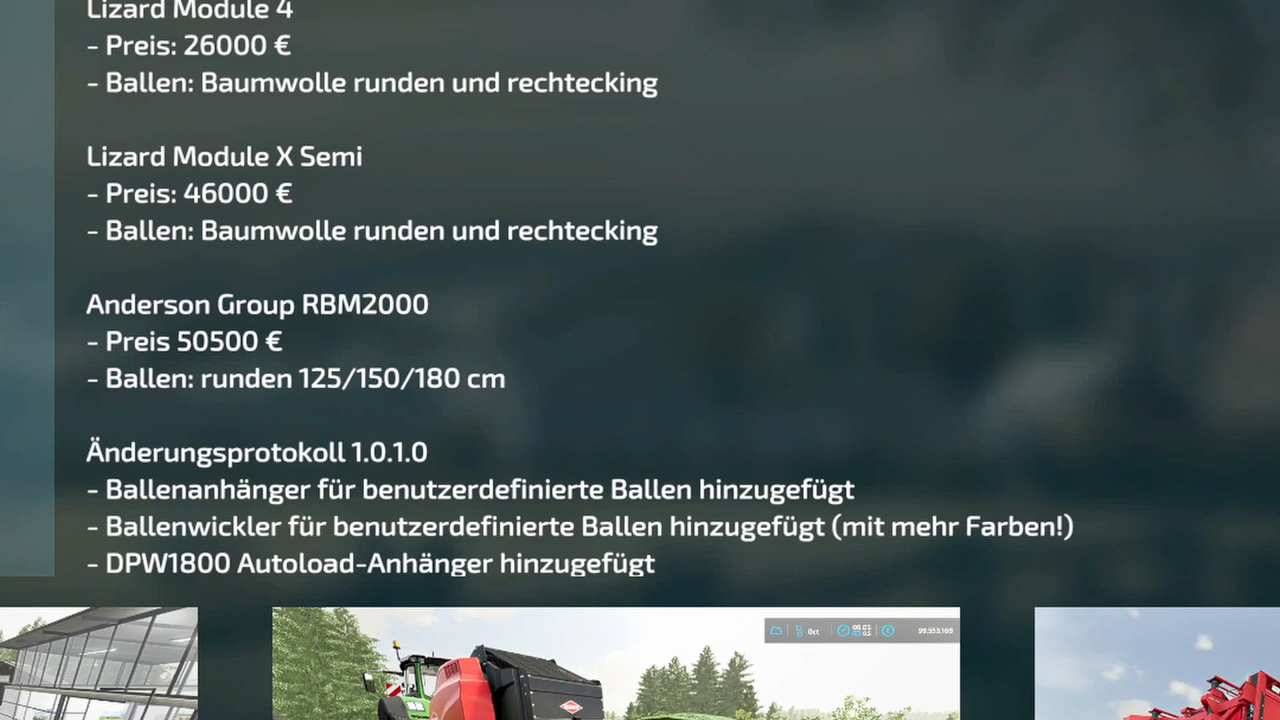 Lizard Module 4
- Preis: 26000 €
- Ballen: Baumwolle runden und rechtecking
Lizard Module X Semi
- Preis: 46000 €
- Ballen: Baumwolle runden und rechtecking
Anderson Group RBM2000
- Preis 50500 €
- Ballen: runden 125/150/180 cm
Änderungsprotokoll 1.0.1.0
- Ballenanhänger für benutzerdefinierte Ballen hinzugefügt
- Ballenwickler für benutzerdefinierte Ballen hinzugefügt (mit mehr Farben!)
- DPW1800 Autoload-Anhänger hinzugefügt
Oct